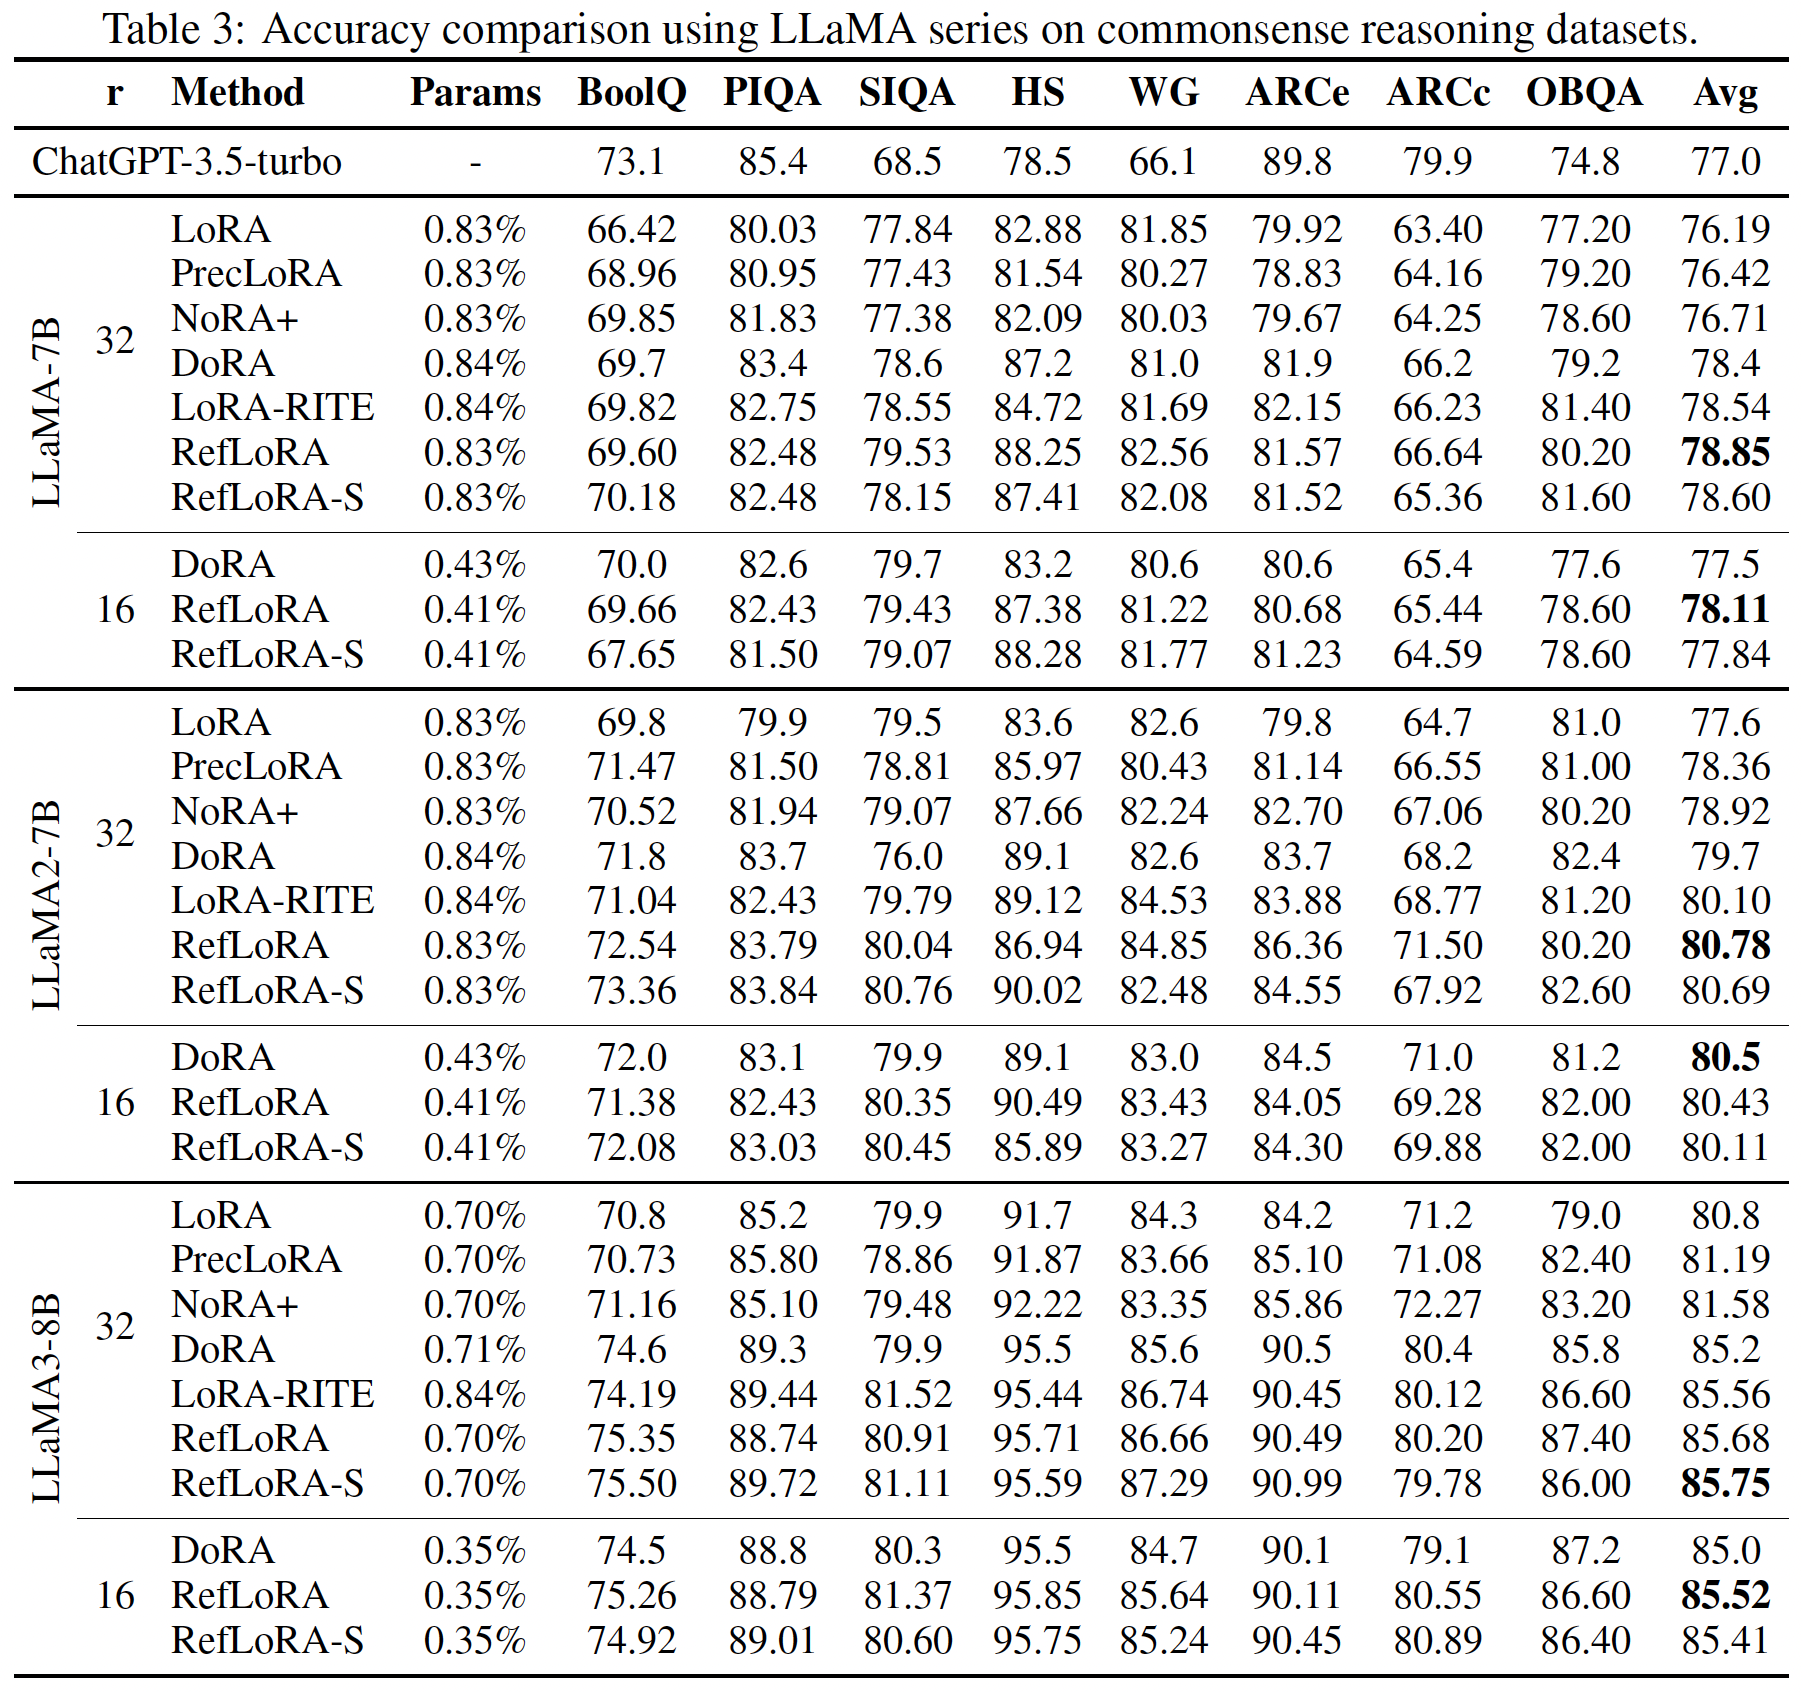 Table 3: Accuracy comparison using LLaMA series on commonsense reasoning datasets.
r Method Params BoolQ PIQA SIQA HS WG ARCe ARCc OBQA Avg
ChatGPT-3.5-turbo - 73.1 85.4 68.5 78.5 66.1 89.8 79.9 74.8 77.0
LLaMA-7B
32
LoRA 0.83% 66.42 80.03 77.84 82.88 81.85 79.92 63.40 77.20 76.19
PrecLoRA 0.83% 68.96 80.95 77.43 81.54 80.27 78.83 64.16 79.20 76.42
NoRA+ 0.83% 69.85 81.83 77.38 82.09 80.03 79.67 64.25 78.60 76.71
DoRA 0.84% 69.7 83.4 78.6 87.2 81.0 81.9 66.2 79.2 78.4
LoRA-RITE 0.84% 69.82 82.75 78.55 84.72 81.69 82.15 66.23 81.40 78.54
RefLoRA 0.83% 69.60 82.48 79.53 88.25 82.56 81.57 66.64 80.20 78.85
RefLoRA-S 0.83% 70.18 82.48 78.15 87.41 82.08 81.52 65.36 81.60 78.60
16
DoRA 0.43% 70.0 82.6 79.7 83.2 80.6 80.6 65.4 77.6 77.5
RefLoRA 0.41% 69.66 82.43 79.43 87.38 81.22 80.68 65.44 78.60 78.11
RefLoRA-S 0.41% 67.65 81.50 79.07 88.28 81.77 81.23 64.59 78.60 77.84
LLaMA2-7B
32
LoRA 0.83% 69.8 79.9 79.5 83.6 82.6 79.8 64.7 81.0 77.6
PrecLoRA 0.83% 71.47 81.50 78.81 85.97 80.43 81.14 66.55 81.00 78.36
NoRA+ 0.83% 70.52 81.94 79.07 87.66 82.24 82.70 67.06 80.20 78.92
DoRA 0.84% 71.8 83.7 76.0 89.1 82.6 83.7 68.2 82.4 79.7
LoRA-RITE 0.84% 71.04 82.43 79.79 89.12 84.53 83.88 68.77 81.20 80.10
RefLoRA 0.83% 72.54 83.79 80.04 86.94 84.85 86.36 71.50 80.20 80.78
RefLoRA-S 0.83% 73.36 83.84 80.76 90.02 82.48 84.55 67.92 82.60 80.69
16
DoRA 0.43% 72.0 83.1 79.9 89.1 83.0 84.5 71.0 81.2 80.5
RefLoRA 0.41% 71.38 82.43 80.35 90.49 83.43 84.05 69.28 82.00 80.43
RefLoRA-S 0.41% 72.08 83.03 80.45 85.89 83.27 84.30 69.88 82.00 80.11
LLaMA3-8B
32
LoRA 0.70% 70.8 85.2 79.9 91.7 84.3 84.2 71.2 79.0 80.8
PrecLoRA 0.70% 70.73 85.80 78.86 91.87 83.66 85.10 71.08 82.40 81.19
NoRA+ 0.70% 71.16 85.10 79.48 92.22 83.35 85.86 72.27 83.20 81.58
DoRA 0.71% 74.6 89.3 79.9 95.5 85.6 90.5 80.4 85.8 85.2
LoRA-RITE 0.84% 74.19 89.44 81.52 95.44 86.74 90.45 80.12 86.60 85.56
RefLoRA 0.70% 75.35 88.74 80.91 95.71 86.66 90.49 80.20 87.40 85.68
RefLoRA-S 0.70% 75.50 89.72 81.11 95.59 87.29 90.99 79.78 86.00 85.75
16
DoRA 0.35% 74.5 88.8 80.3 95.5 84.7 90.1 79.1 87.2 85.0
RefLoRA 0.35% 75.26 88.79 81.37 95.85 85.64 90.11 80.55 86.60 85.52
RefLoRA-S 0.35% 74.92 89.01 80.60 95.75 85.24 90.45 80.89 86.40 85.41